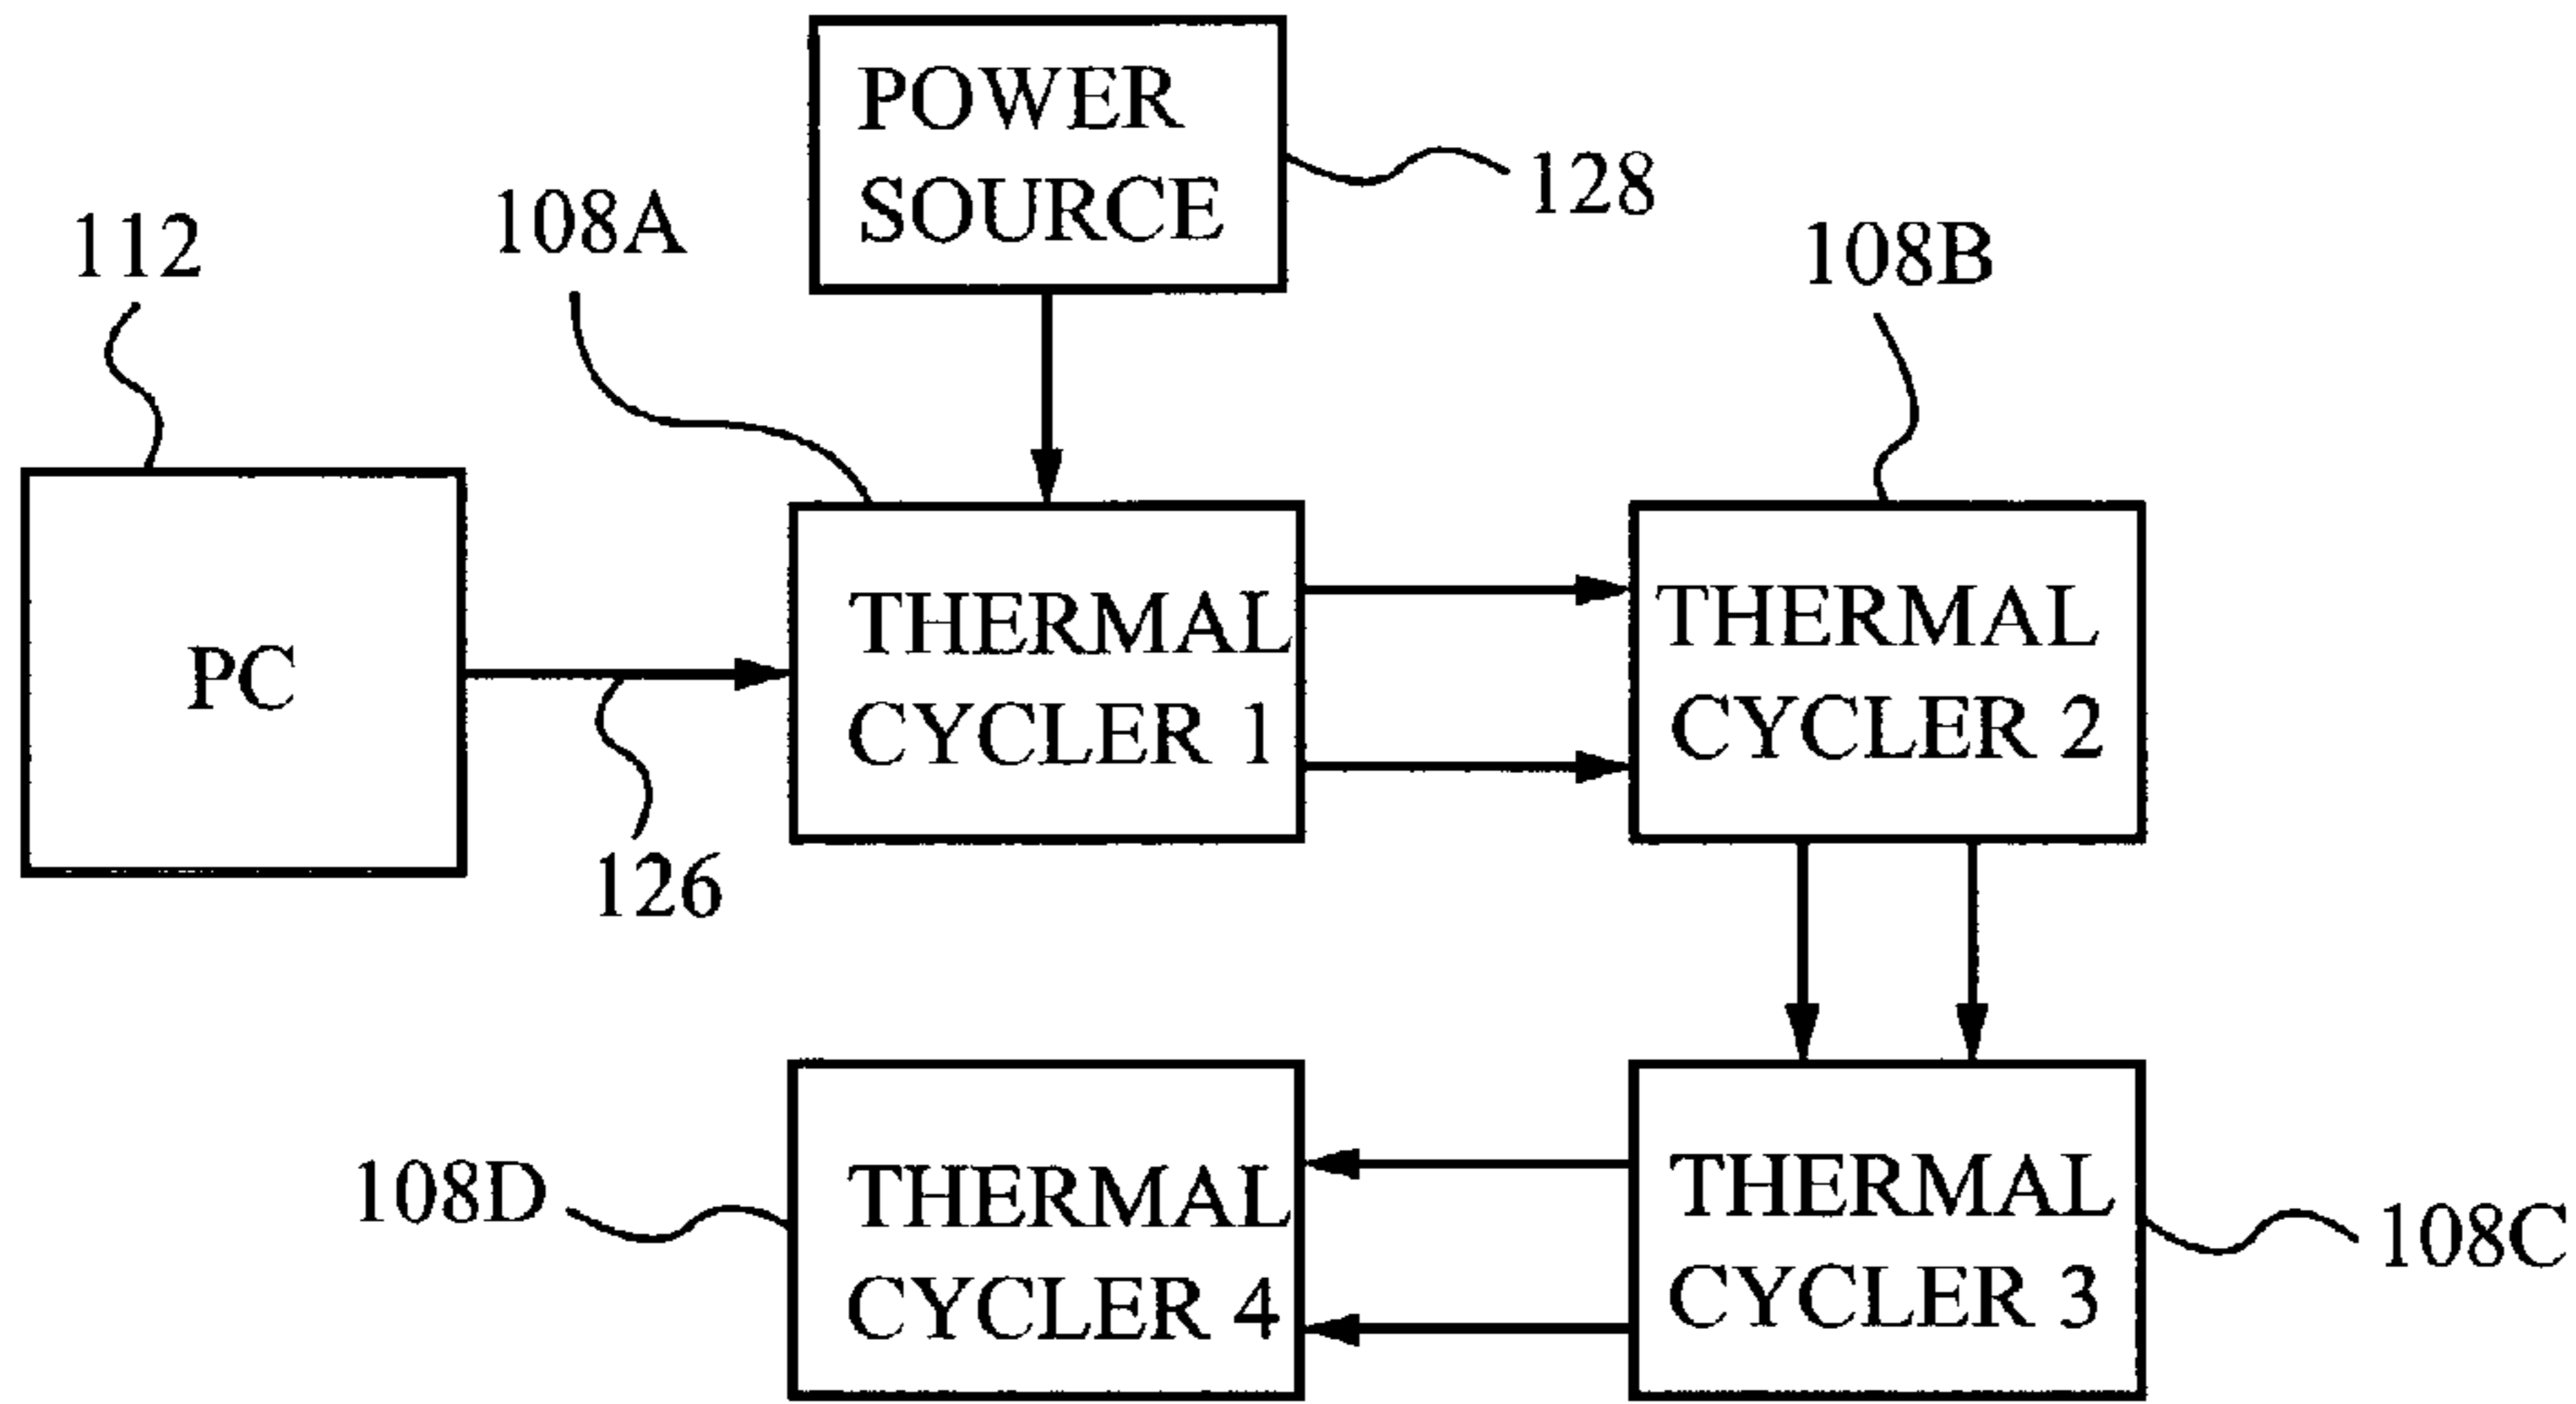 POWER
SOURCE
128
108A
112
108B
PC
126
THERMAL
CYCLER 1
THERMAL
CYCLER 2
108D
THERMAL
CYCLER 4
THERMAL
CYCLER 3
108C